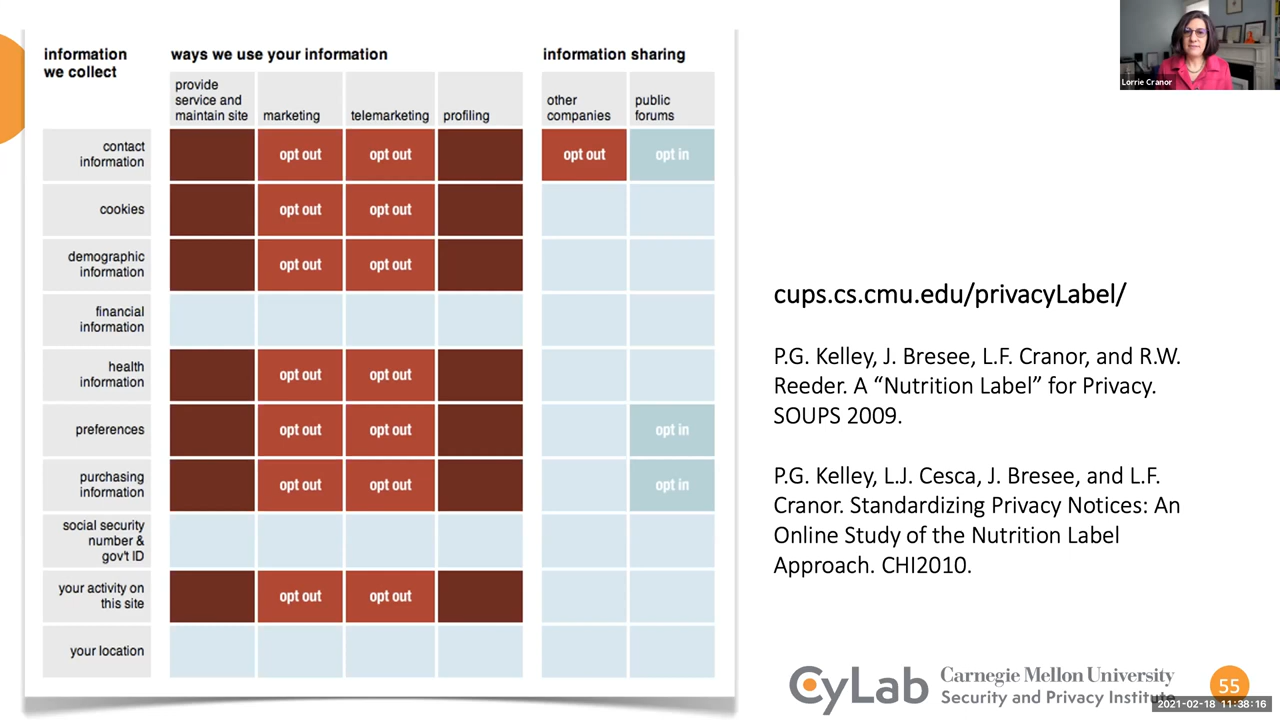 information
we collect
ways we use your information
information sharing
provide
service and
maintain site
marketing
telemarketing
profiling
other
companies
public
forums
contact
information
opt out
opt out
opt out
opt in
cookies
opt out
opt out
demographic
information
opt out
opt out
financial
information
health
information
opt out
opt out
preferences
opt out
opt out
opt in
purchasing
information
opt out
opt out
opt in
social security
number &
gov't ID
your activity on
this site
opt out
opt out
your location
cups.cs.cmu.edu/privacyLabel/
P.G. Kelley, J. Bresee, L.F. Cranor, and R.W.
Reeder. A “Nutrition Label” for Privacy.
SOUPS 2009.
P.G. Kelley, L.J. Cesca, J. Bresee, and L.F.
Cranor. Standardizing Privacy Notices: An
Online Study of the Nutrition Label
Approach. CHI2010.
CyLab
Carnegie Mellon University
Security and Privacy Institute
55
Lorrie Cranor
2021-02-18 11:38:16